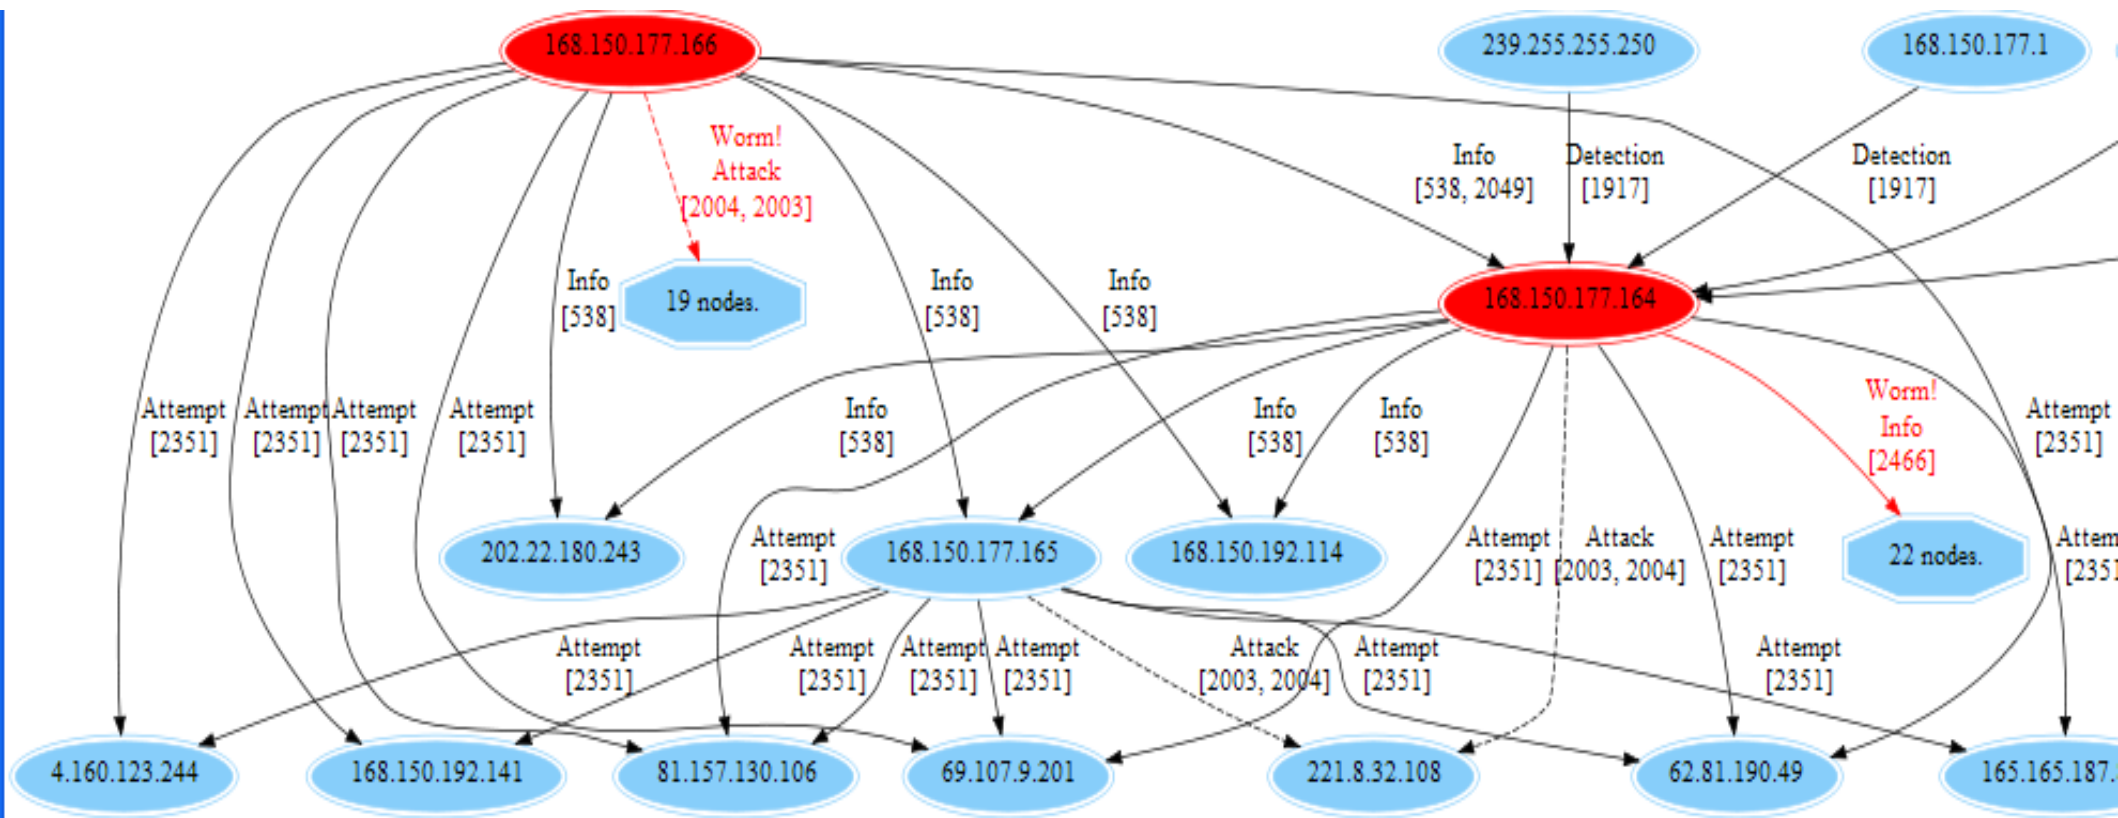 168.150.177.166
239.255.255.250
168.150.177.1
Worm!
Attack
[2004, 2003]
Info
[538, 2049]
Detection
[1917]
Detection
[1917]
Info
[538]
19 nodes.
Info
[538]
Info
[538]
168.150.177.164
Attempt
[2351]
Attempt
[2351]
Attempt
[2351]
Attempt
[2351]
Info
[538]
Info
[538]
Info
[538]
Worm!
Info
[2466]
Attempt
[2351]
202.22.180.243
Attempt
[2351]
168.150.177.165
168.150.192.114
Attempt
[2351]
Attack
[2003, 2004]
Attempt
[2351]
22 nodes.
Attem
[2351
Attempt
[2351]
Attempt
[2351]
Attempt
[2351]
Attempt
[2351]
Attack
[2003, 2004]
Attempt
[2351]
Attempt
[2351]
4.160.123.244
168.150.192.141
81.157.130.106
69.107.9.201
221.8.32.108
62.81.190.49
165.165.187.